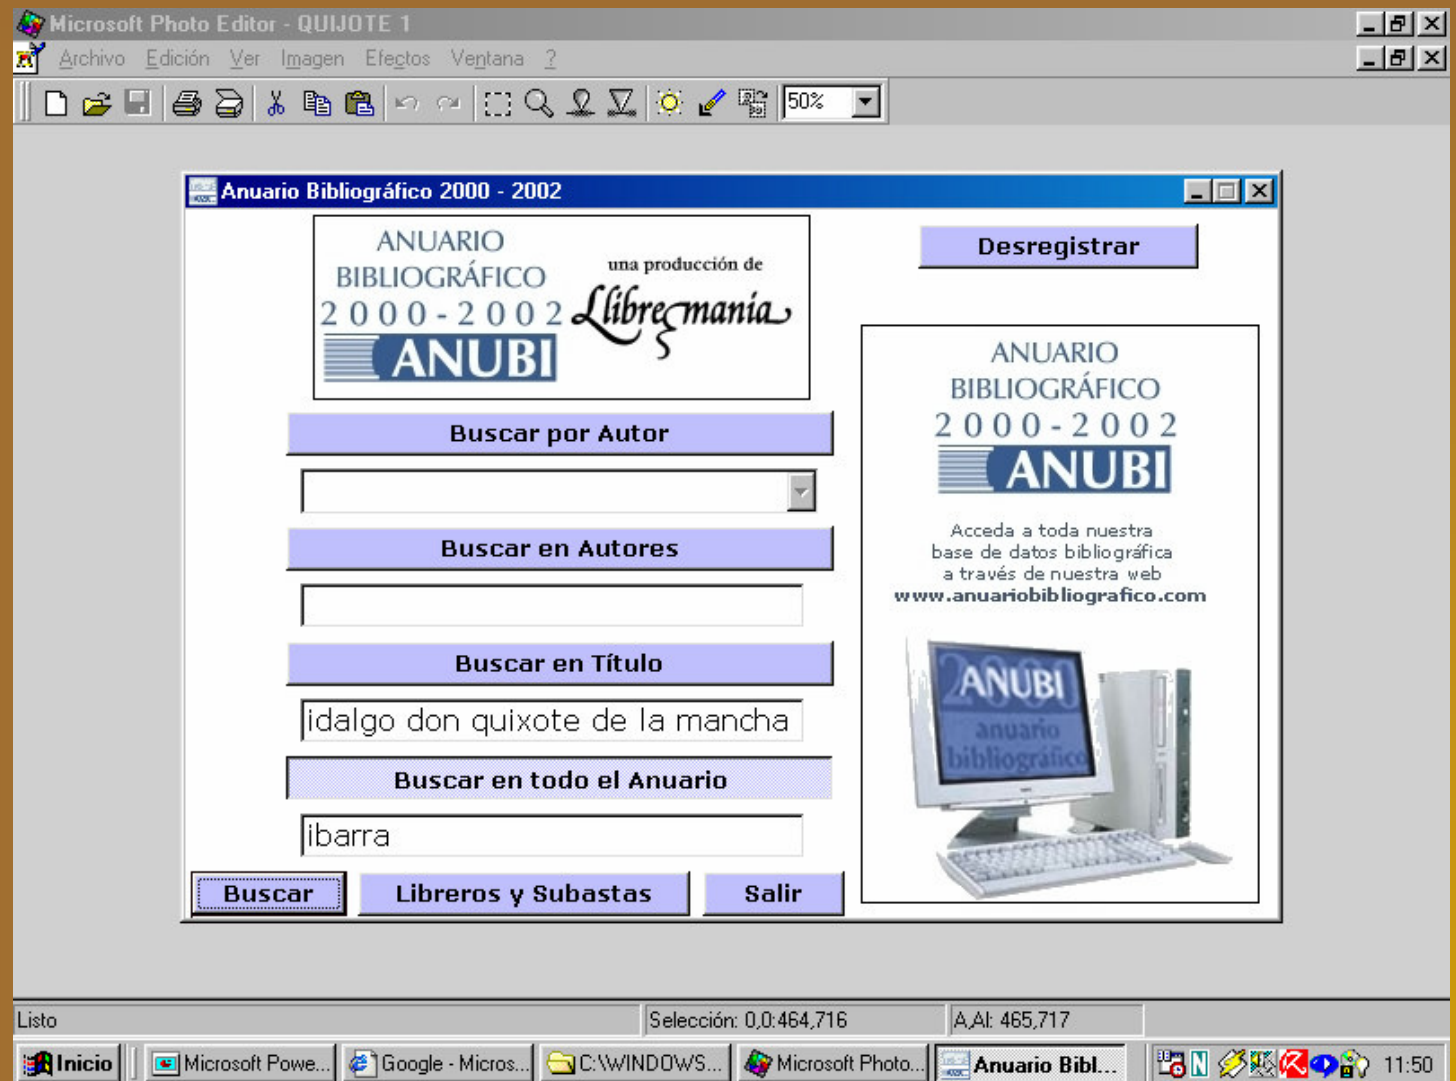 Microsoft Photo Editor - QUIJOTE 1
Archivo Edición Ver Imagen Efectos Ventana ?
50%
Anuario Bibliográfico 2000 - 2002
ANUARIO
BIBLIOGRÁFICO
2000-2002
ANUBI
una producción de
Llibremanía
Desregistrar
Buscar por Autor
Buscar en Autores
Buscar en Título
idalgo don quixote de la mancha
Buscar en todo el Anuario
ibarra
Buscar Libreros y Subastas Salir
ANUARIO
BIBLIOGRÁFICO
2000-2002
ANUBI
Acceda a toda nuestra
base de datos bibliográfica
a través de nuestra web
www.anuariobibliografico.com
2000
ANUBI
anuario
bibliográfico
Listo Selección: 0,0:464,716 A,Al: 465,717
Inicio Microsoft Powe... Google - Micros... C:\WINDOWS... Microsoft Photo... Anuario Bibl... N 11:50